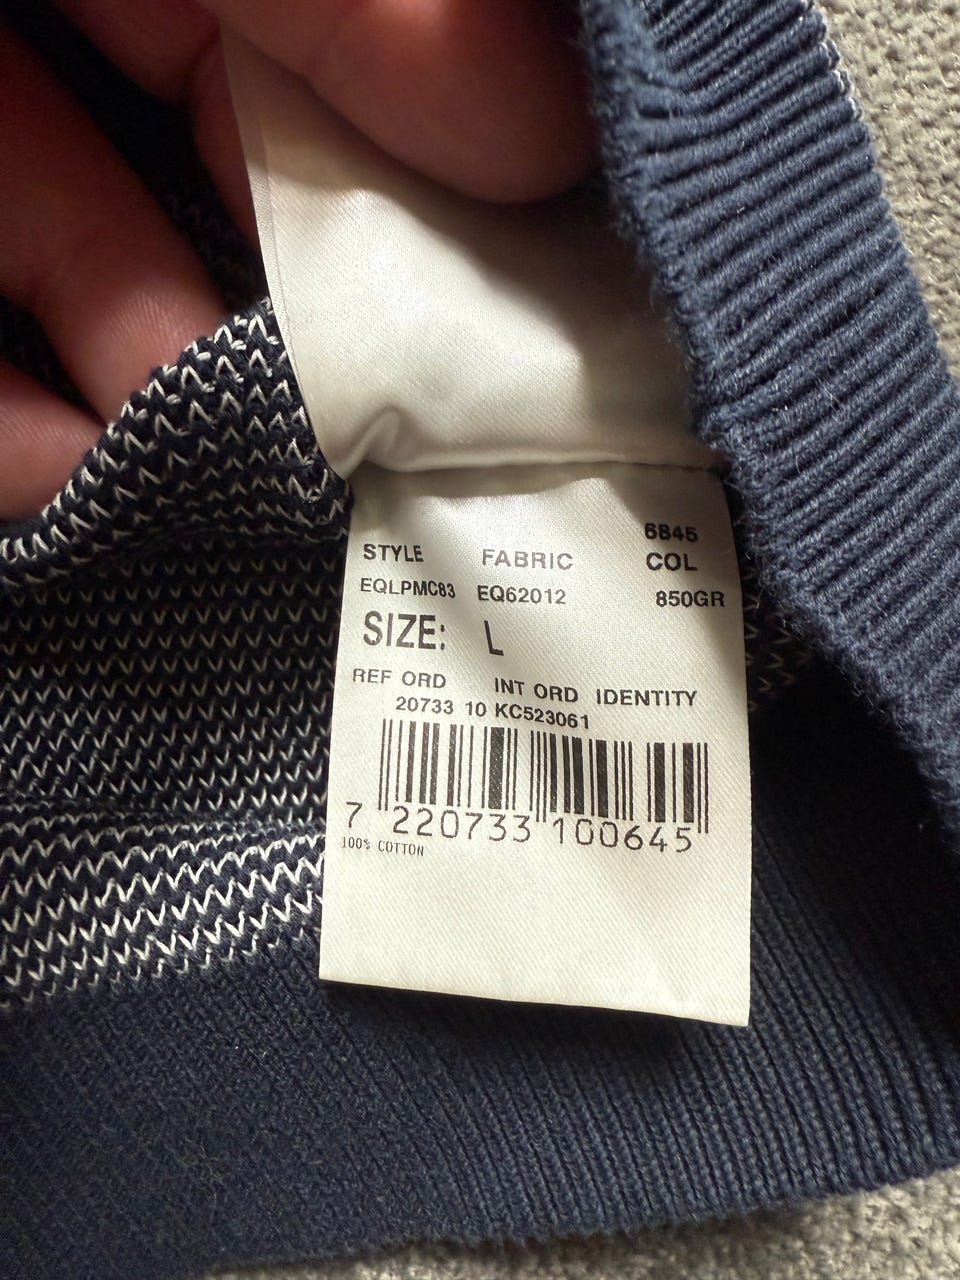 6845
STYLE FABRIC COL
EQLPMC83 EQ62012 850GR
SIZE: L
REF ORD INT ORD IDENTITY
20733 10 KC523061
7 220733 100645
100% COTTON